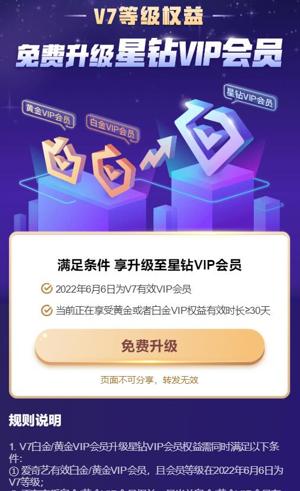 V7等级权益
免费升级星钻VIP会员
星钻VIP会员
黄金VIP会员
白金VIP会员
满足条件 享升级至星钻VIP会员
2022年6月6日为V7有效VIP会员
当前正在享受黄金或者白金VIP权益有效时长≥30天
免费升级
页面不可分享，转发无效
规则说明
1. V7白金/黄金VIP会员升级星钻VIP会员权益需同时满足以下条件:
① 爱奇艺有效白金/黄金VIP会员，且会员等级在2022年6月6日为
V7等级;